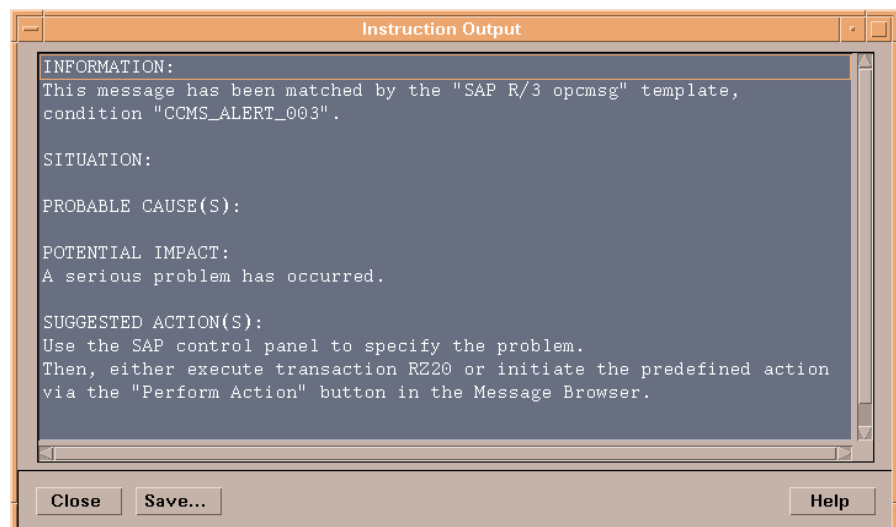 Instruction Output
INFORMATION:
This message has been matched by the "SAP R/3 opcmsg" template,
condition "CCMS_ALERT_003".
SITUATION:
PROBABLE CAUSE(S):
POTENTIAL IMPACT:
A serious problem has occurred.
SUGGESTED ACTION(S):
Use the SAP control panel to specify the problem.
Then, either execute transaction RZ20 or initiate the predefined action
via the "Perform Action" button in the Message Browser.
Close Save... Help